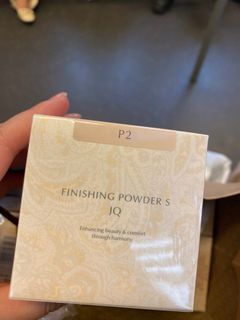 P2
FINISHING POWDER S
JQ
Enhancing beauty & comfort
through harmony